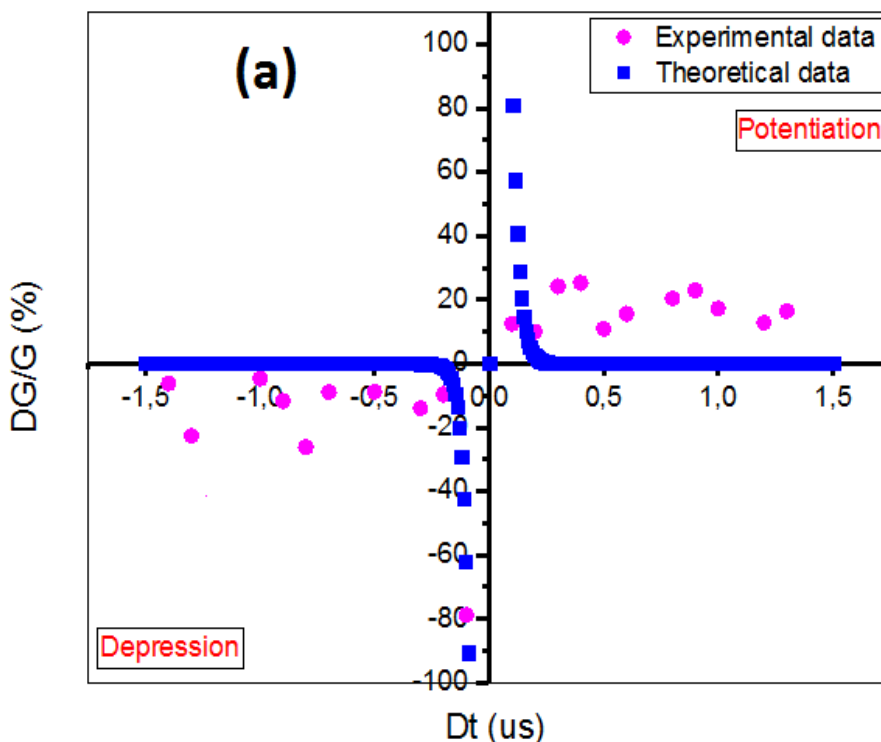 (a)
Experimental data
Theoretical data
Potentiation
Depression
DG/G (%)
100
80
60
40
20
0
-20
-40
-60
-80
-100
-1,5
-1,0
-0,5
0,0
0,5
1,0
1,5
Dt (us)